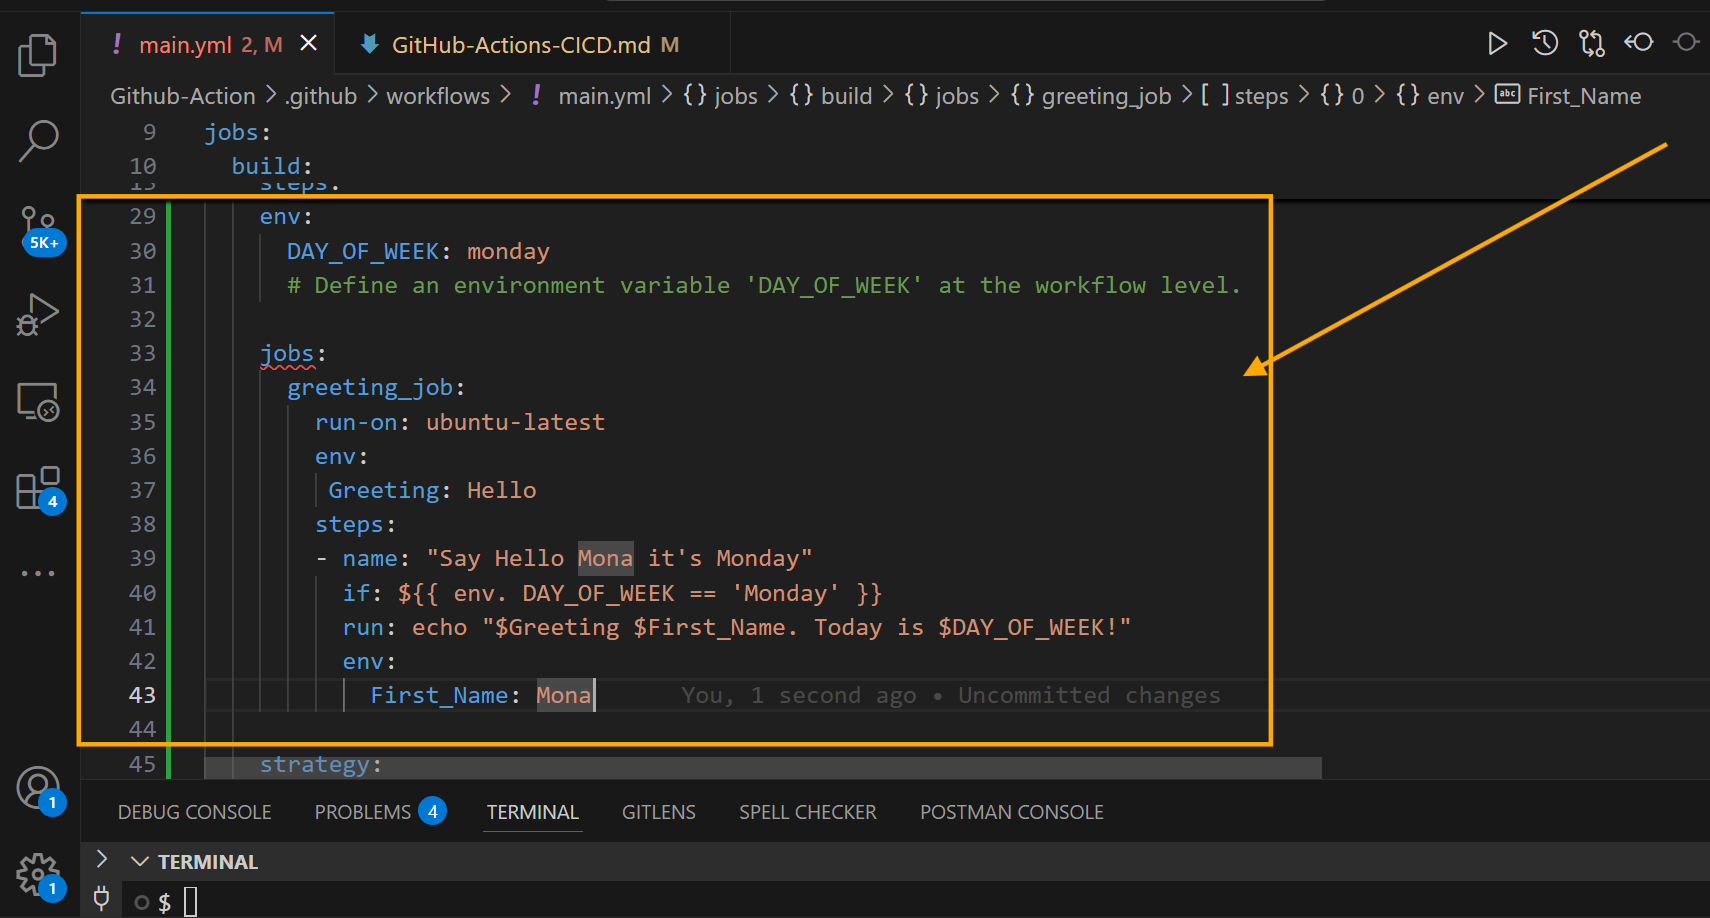 ! main.yml 2, M × GitHub-Actions-CICD.md M
Github-Action > .github > workflows > ! main.yml > {} jobs > {} build > {} jobs > {} greeting_job > [ ] steps > {} 0 > {} env > abc First_Name
9 jobs:
10 build:
15 steps:
29 env:
30 DAY_OF_WEEK: monday
31 # Define an environment variable 'DAY_OF_WEEK' at the workflow level.
32
33 jobs:
34 greeting_job:
35 run-on: ubuntu-latest
36 env:
37 Greeting: Hello
38 steps:
39 - name: "Say Hello Mona it's Monday"
40 if: ${{ env. DAY_OF_WEEK == 'Monday' }}
41 run: echo "$Greeting $First_Name. Today is $DAY_OF_WEEK!"
42 env:
43 First_Name: Mona You, 1 second ago • Uncommitted changes
44
45 strategy:
5K+
4
1
1
DEBUG CONSOLE PROBLEMS 4 TERMINAL GITLENS SPELL CHECKER POSTMAN CONSOLE
TERMINAL
$